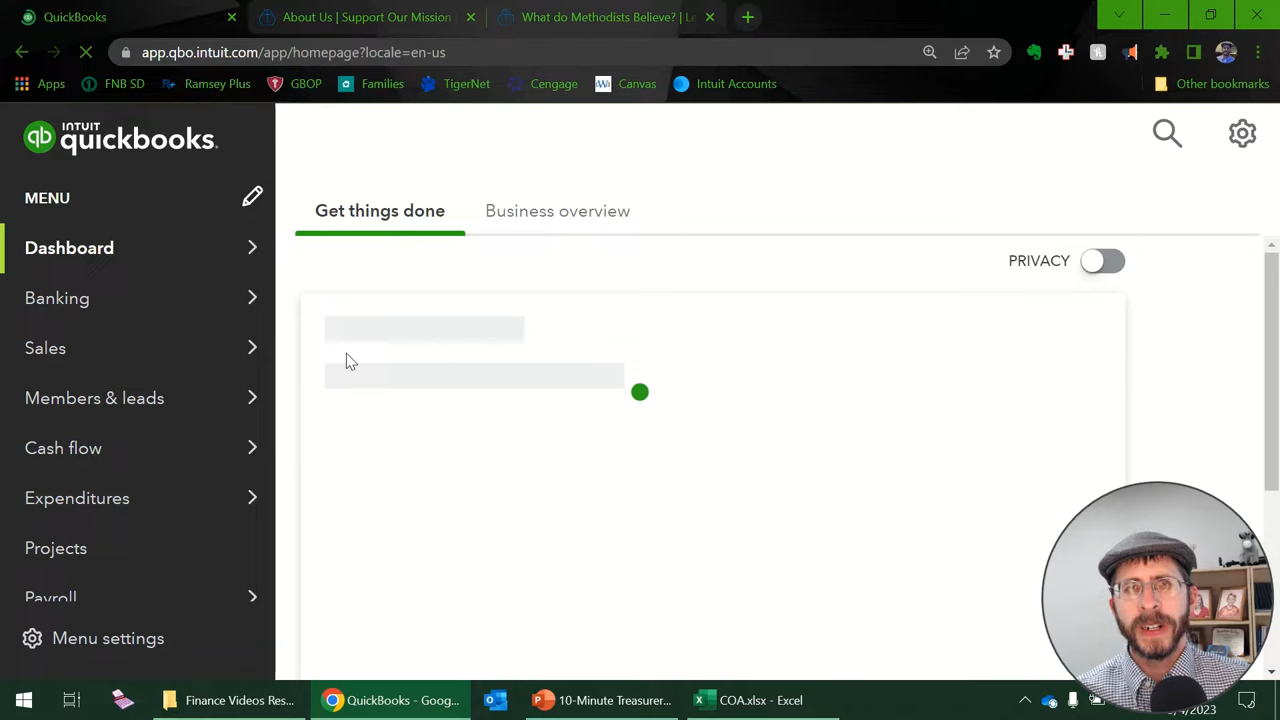 QuickBooks
About Us | Support Our Mission
What do Methodists Believe? | Le
app.qbo.intuit.com/app/homepage?locale=en-us
Apps
FNB SD
Ramsey Plus
GBOP
Families
TigerNet
Cengage
Canvas
Intuit Accounts
Other bookmarks
qb INTUIT quickbooks.
MENU
Dashboard
Banking
Sales
Members & leads
Cash flow
Expenditures
Projects
Payroll
Menu settings
Get things done
Business overview
PRIVACY
Finance Videos Res...
QuickBooks - Goog...
10-Minute Treasurer...
COA.xlsx - Excel
/4/2023